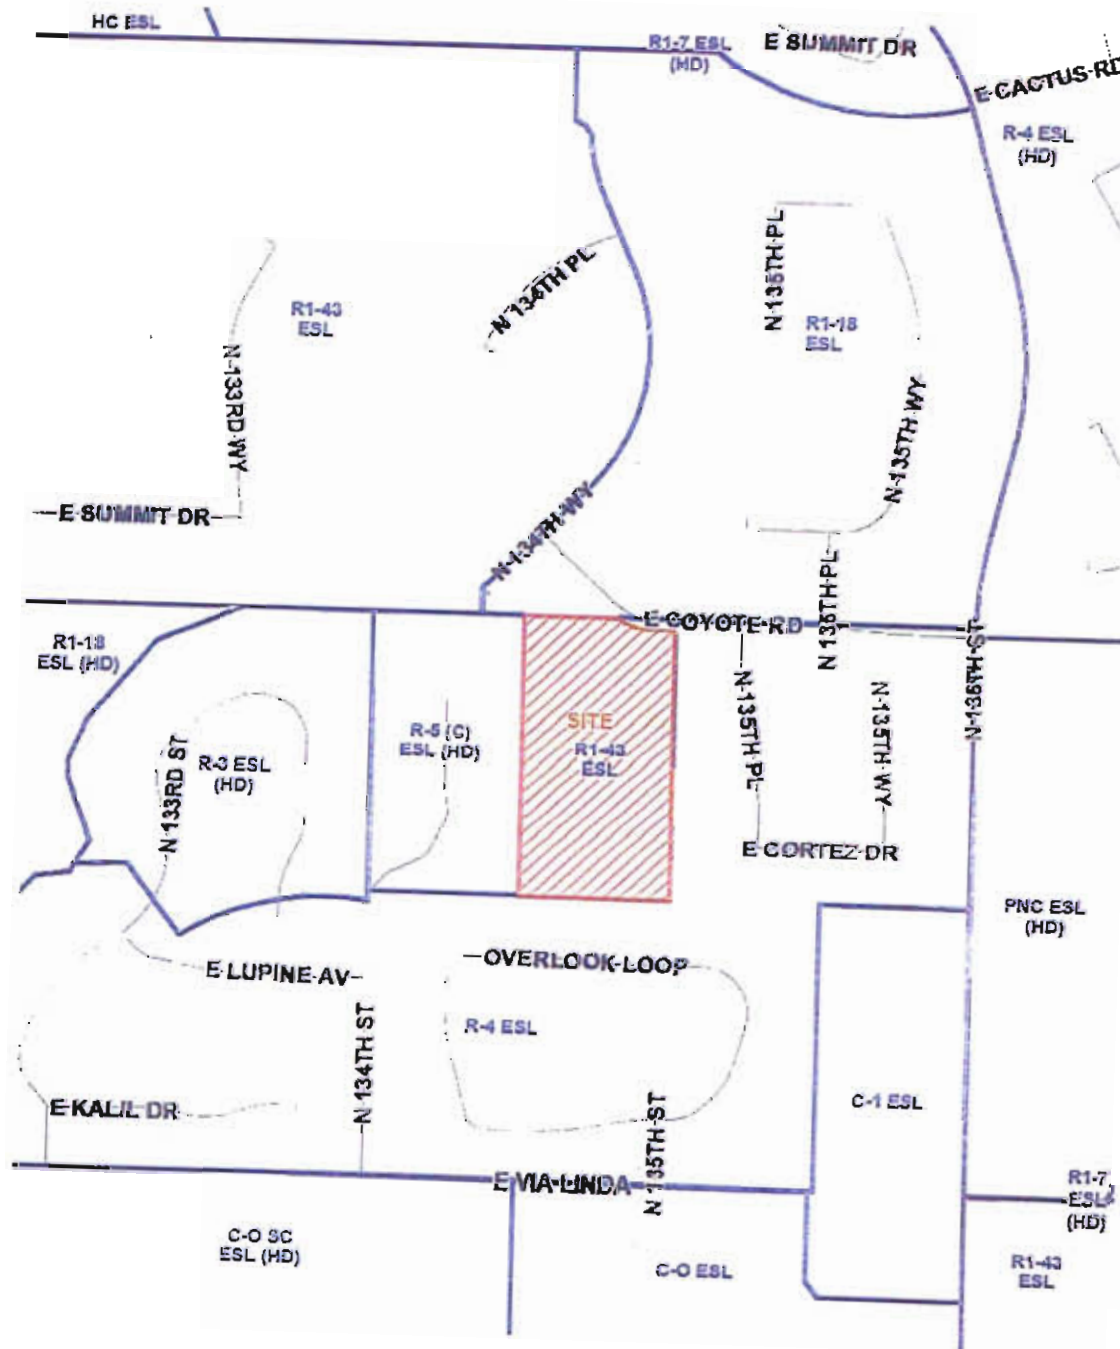 HC ESL
R1-7 ESL
(HD)
E SUMMIT DR
E CACTUS RD
R-4 ESL
(HD)
N 134TH PL
N 135TH PL
R1-43
ESL
R1-18
ESL
N 133RD WY
N 135TH WY
E SUMMIT DR
N 134TH WY
N 135TH PL
E COYOTE RD
N 136TH ST
R1-18
ESL (HD)
N 133RD ST
R-3 ESL
(HD)
R-5 (C)
ESL (HD)
SITE
R1-43
ESL
N 135TH PL
N 135TH WY
E CORTEZ DR
PNC ESL
(HD)
E LUPINE AV
OVERLOOK LOOP
R-4 ESL
N 134TH ST
E KALIL DR
N 135TH ST
C-1 ESL
E VIA LINDA
R1-7
ESL
(HD)
C-O SC
ESL (HD)
C-O ESL
R1-43
ESL